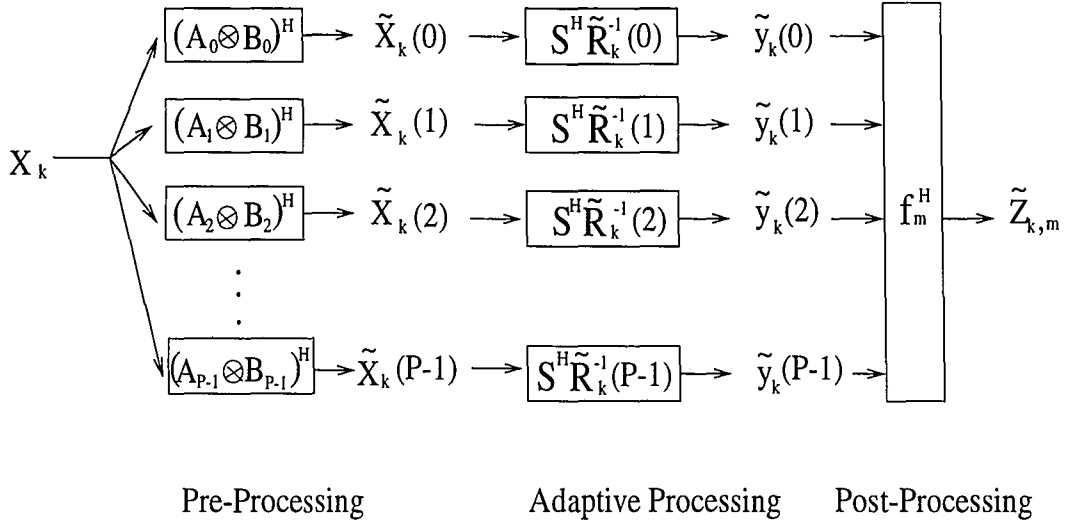 (A₀⊗B₀)ᴴ X̃ₖ(0) Sᴴ R̃ₖ⁻¹(0) ỹₖ(0)
(A₁⊗B₁)ᴴ X̃ₖ(1) Sᴴ R̃ₖ⁻¹(1) ỹₖ(1)
Xₖ
(A₂⊗B₂)ᴴ X̃ₖ(2) Sᴴ R̃ₖ⁻¹(2) ỹₖ(2) fₘᴴ Z̃ₖ,ₘ
(A_{P-1}⊗B_{P-1})ᴴ X̃ₖ(P-1) Sᴴ R̃ₖ⁻¹(P-1) ỹₖ(P-1)
Pre-Processing Adaptive Processing Post-Processing